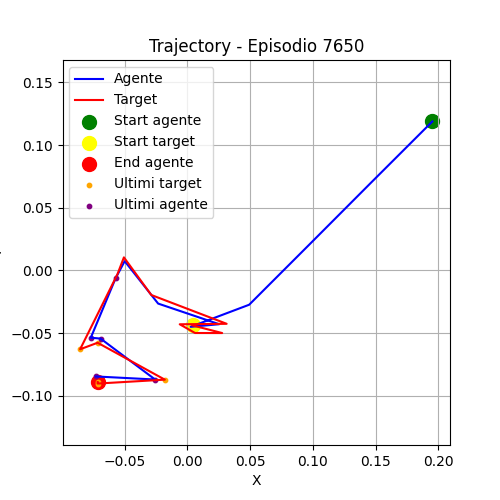 Trajectory - Episodio 7650
Agente
Target
Start agente
Start target
End agente
Ultimi target
Ultimi agente
0.15
0.10
0.05
0.00
−0.05
−0.10
−0.05
0.00
0.05
0.10
0.15
0.20
X